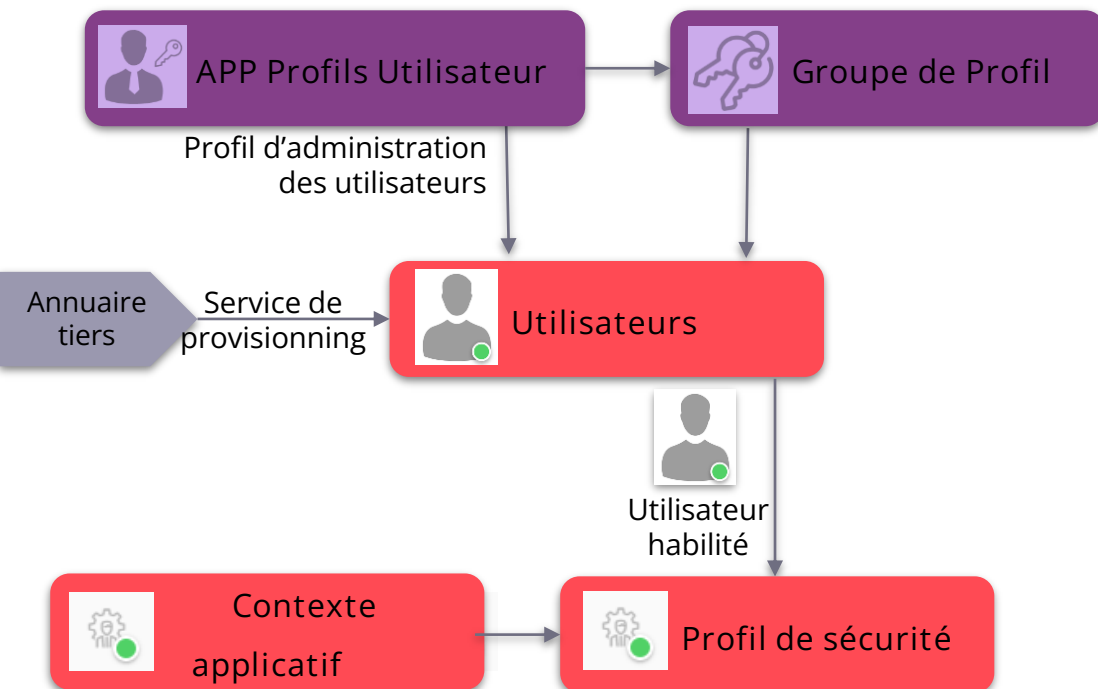 APP Profils Utilisateur
Groupe de Profil
Profil d’administration
des utilisateurs
Annuaire
tiers
Service de
provisionning
Utilisateurs
Utilisateur
habilité
Contexte
applicatif
Profil de sécurité